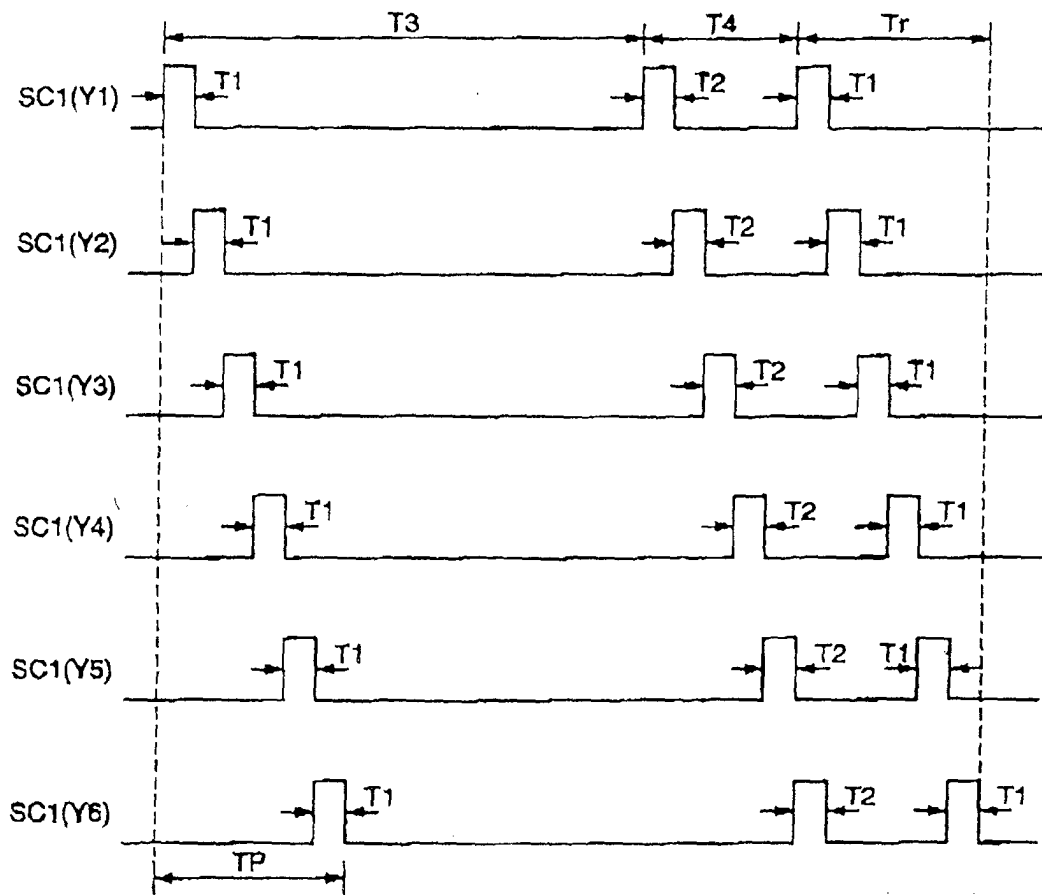 T3 T4 Tr
SC1(Y1) T1 T2 T1
SC1(Y2) T1 T2 T1
SC1(Y3) T1 T2 T1
SC1(Y4) T1 T2 T1
SC1(Y5) T1 T2 T1
SC1(Y6) T1 T2 T1
TP